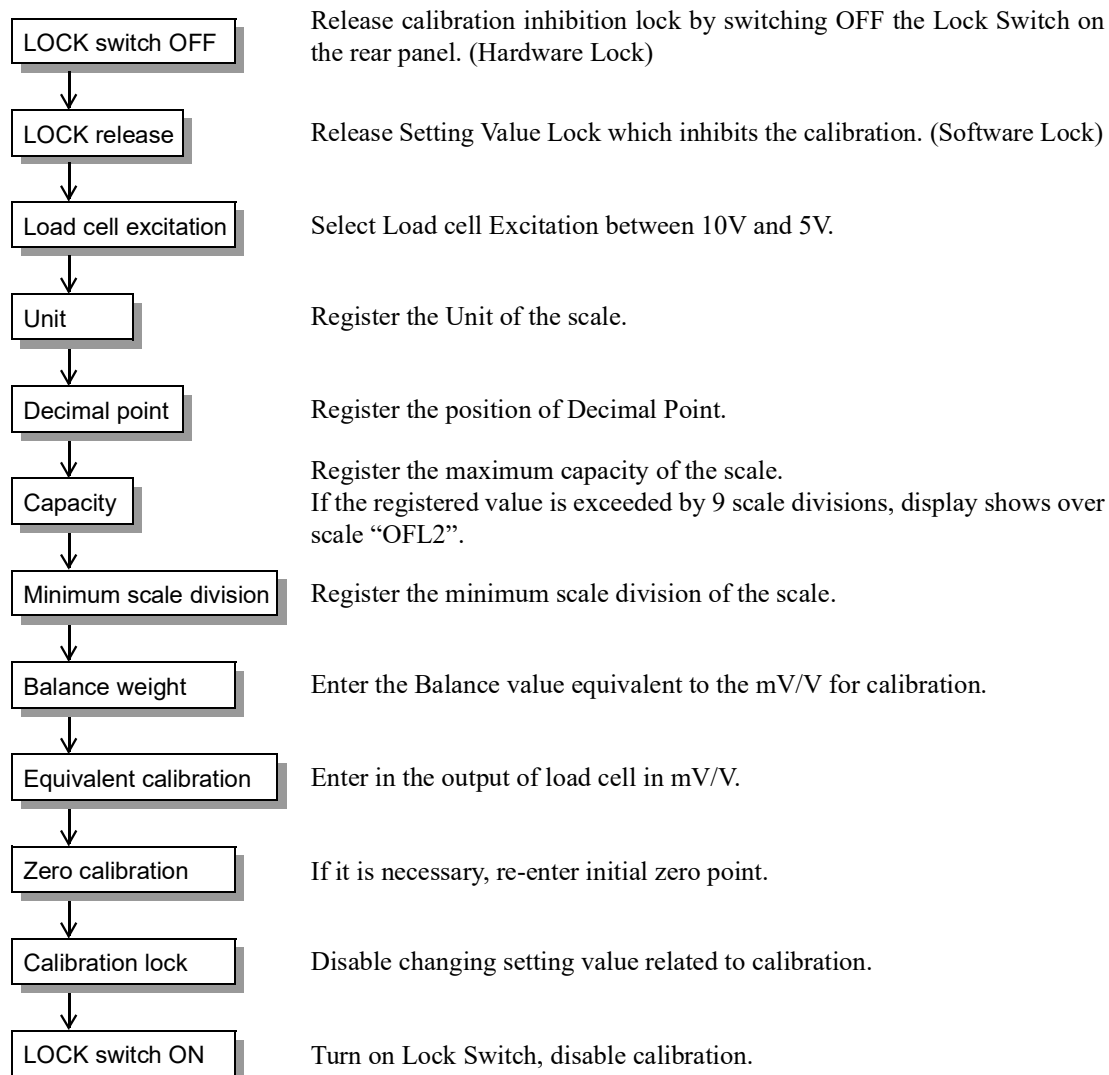 LOCK switch OFF
Release calibration inhibition lock by switching OFF the Lock Switch on
the rear panel. (Hardware Lock)
LOCK release
Release Setting Value Lock which inhibits the calibration. (Software Lock)
Load cell excitation
Select Load cell Excitation between 10V and 5V.
Unit
Register the Unit of the scale.
Decimal point
Register the position of Decimal Point.
Capacity
Register the maximum capacity of the scale.
If the registered value is exceeded by 9 scale divisions, display shows over
scale “OFL2”.
Minimum scale division
Register the minimum scale division of the scale.
Balance weight
Enter the Balance value equivalent to the mV/V for calibration.
Equivalent calibration
Enter in the output of load cell in mV/V.
Zero calibration
If it is necessary, re-enter initial zero point.
Calibration lock
Disable changing setting value related to calibration.
LOCK switch ON
Turn on Lock Switch, disable calibration.